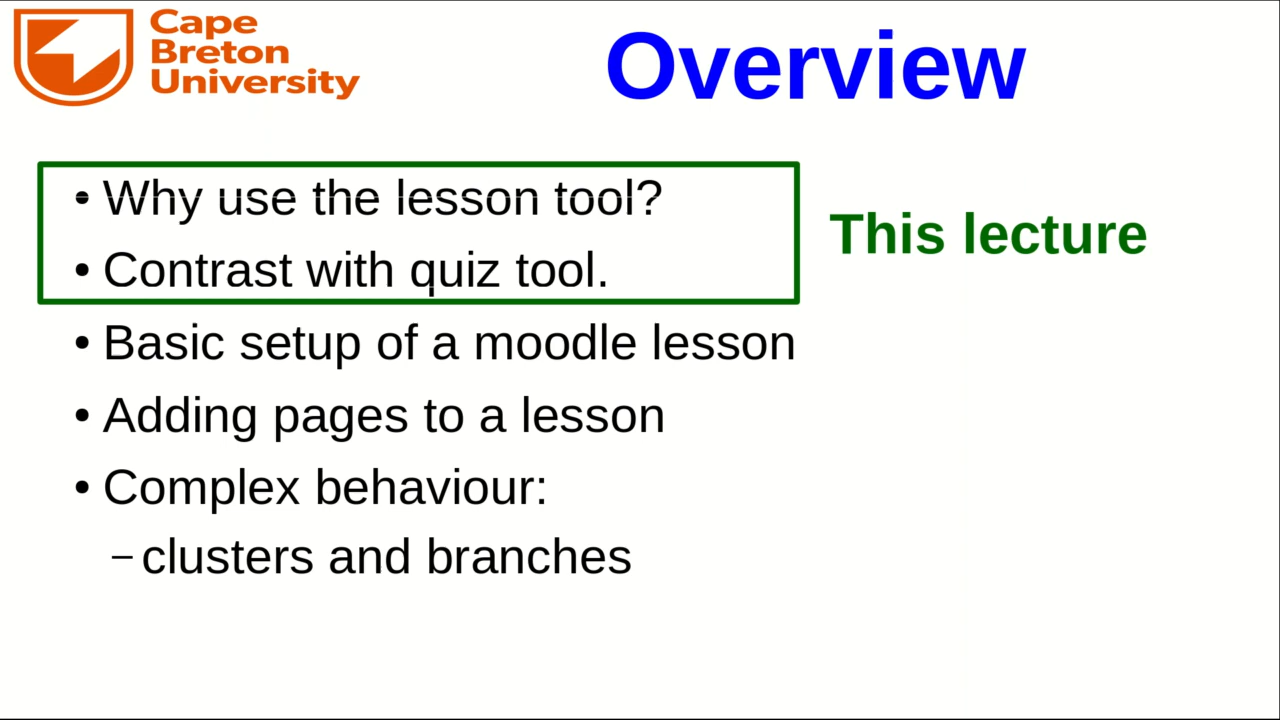 Cape
Breton
University
Overview
• Why use the lesson tool?
• Contrast with quiz tool.
This lecture
• Basic setup of a moodle lesson
• Adding pages to a lesson
• Complex behaviour:
– clusters and branches